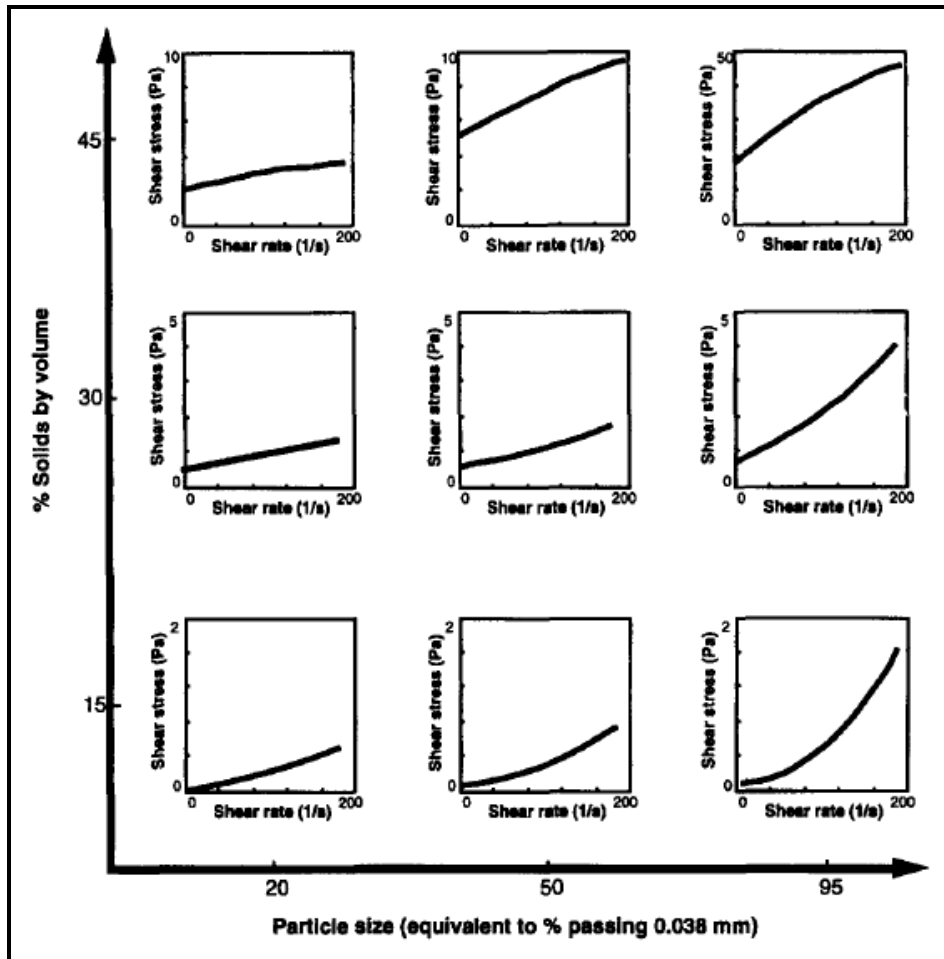 % Solids by volume
45
30
15
Shear stress (Pa)
10
0
0
200
Shear rate (1/s)
Shear stress (Pa)
10
0
0
200
Shear rate (1/s)
Shear stress (Pa)
50
0
0
200
Shear rate (1/s)
Shear stress (Pa)
5
0
0
200
Shear rate (1/s)
Shear stress (Pa)
5
0
0
200
Shear rate (1/s)
Shear stress (Pa)
5
0
0
200
Shear rate (1/s)
Shear stress (Pa)
2
0
0
200
Shear rate (1/s)
Shear stress (Pa)
2
0
0
200
Shear rate (1/s)
Shear stress (Pa)
2
0
0
200
Shear rate (1/s)
20
50
95
Particle size (equivalent to % passing 0.038 mm)